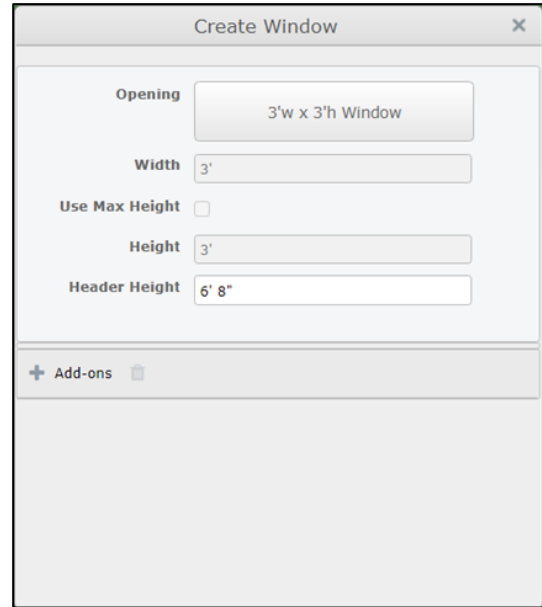 Create Window
Opening
3'w x 3'h Window
Width
3'
Use Max Height
Height
3'
Header Height
6' 8"
Add-ons